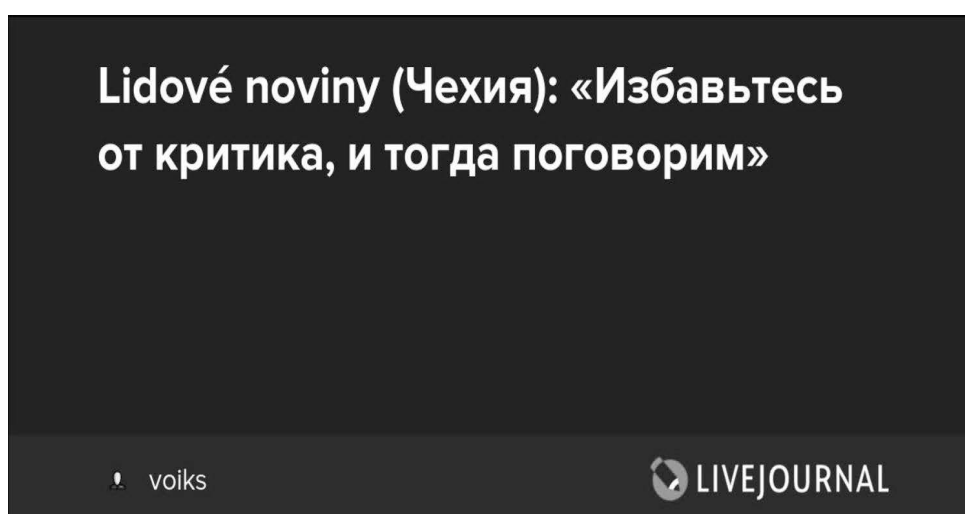 Lidové noviny (Чехия): «Избавьтесь
от критика, и тогда поговорим»
voiks
LIVEJOURNAL